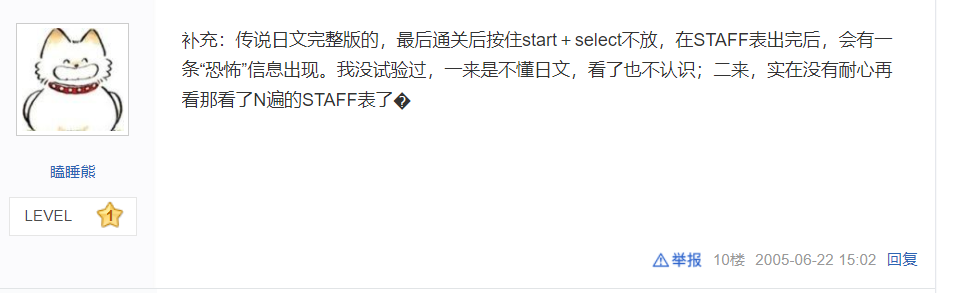 补充：传说日文完整版的，最后通关后按住start＋select不放，在STAFF表出完后，会有一
条“恐怖”信息出现。我没试验过，一来是不懂日文，看了也不认识；二来，实在没有耐心再
看那看了N遍的STAFF表了�
瞌睡熊
LEVEL 1
举报 10楼 2005-06-22 15:02 回复